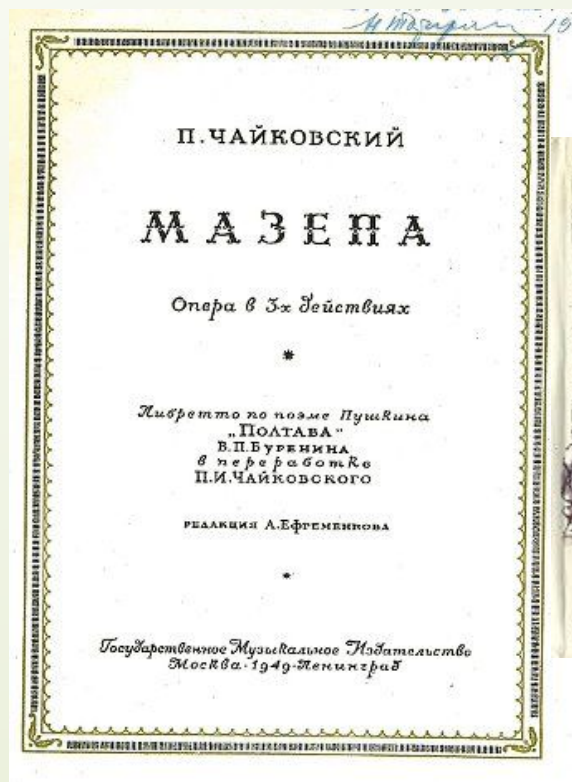 П. ЧАЙКОВСКИЙ
МАЗЕПА
Опера в 3х действиях
*
Либретто по поэме Пушкина
„ПОЛТАВА“
В.П.БУРЕНИНА
в переработке
П.И.ЧАЙКОВСКОГО
РЕДАКЦИЯ А.ЕФРЕМЕНКОВА
*
Государственное Музыкальное Издательство
Москва·1949·Ленинград